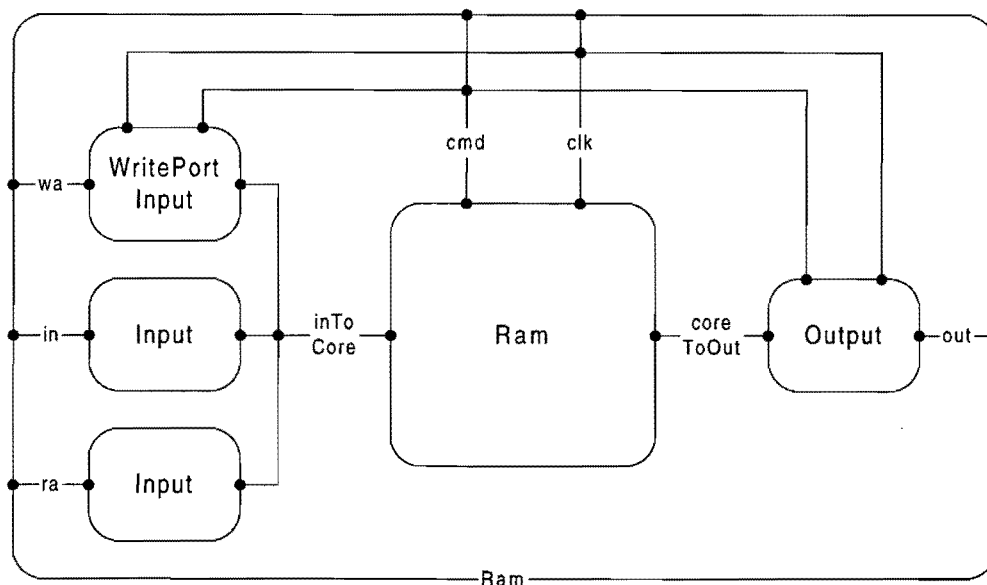 cmd
clk
WritePort
Input
wa
in
Input
inTo
Core
Ram
core
ToOut
Output
out
ra
Input
Ram